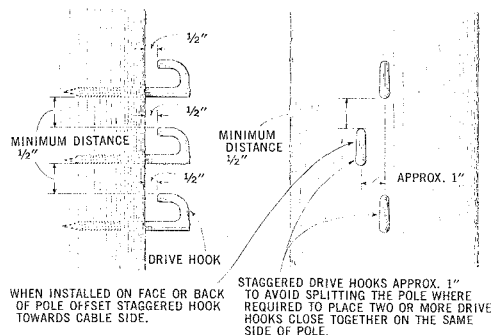 ½"
½"
MINIMUM DISTANCE
½"
½"
DRIVE HOOK
WHEN INSTALLED ON FACE OR BACK
OF POLE OFFSET STAGGERED HOOK
TOWARDS CABLE SIDE.
MINIMUM
DISTANCE
½"
APPROX. 1"
STAGGERED DRIVE HOOKS APPROX. 1"
TO AVOID SPLITTING THE POLE WHERE
REQUIRED TO PLACE TWO OR MORE DRIVE
HOOKS CLOSE TOGETHER ON THE SAME
SIDE OF POLE.